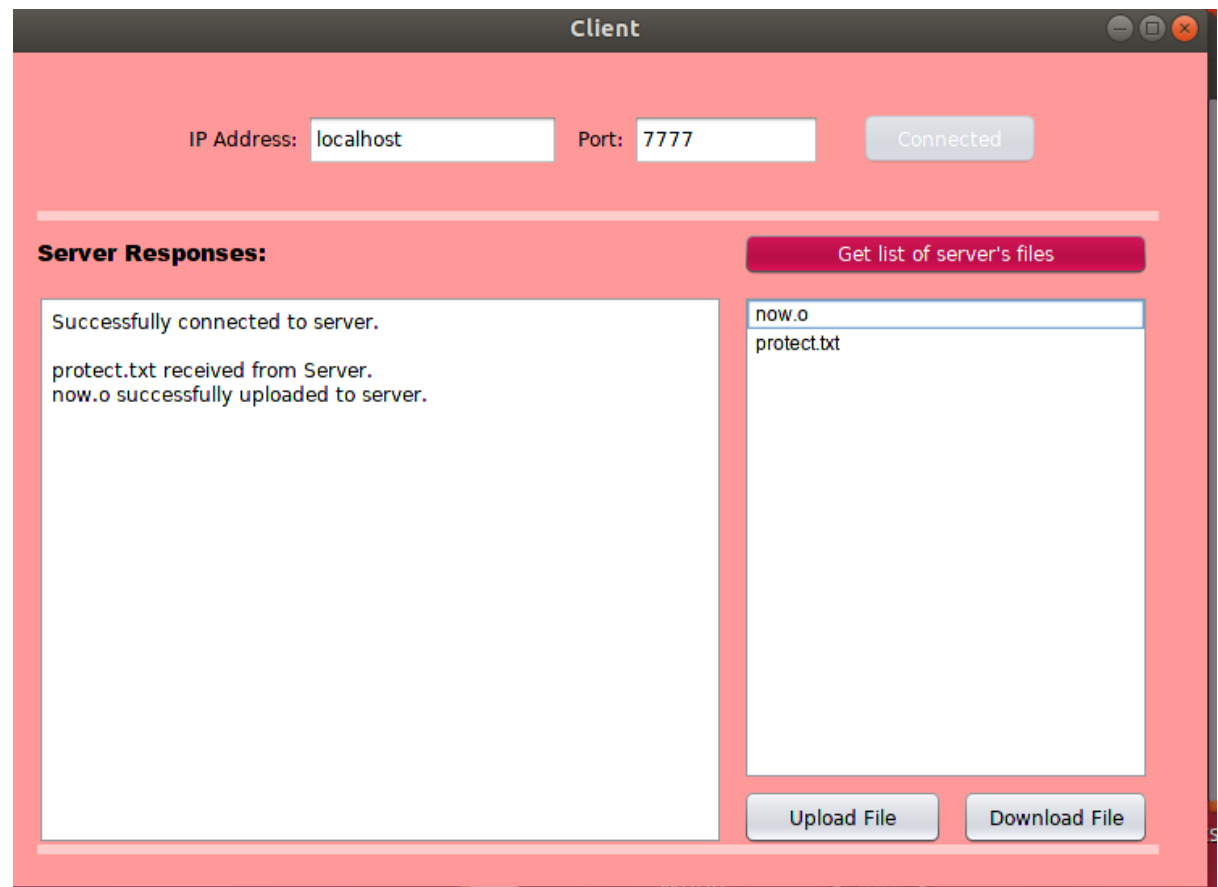 Client
IP Address: localhost Port: 7777 Connected
Server Responses:
Get list of server's files
Successfully connected to server.
protect.txt received from Server.
now.o successfully uploaded to server.
now.o
protect.txt
Upload File Download File